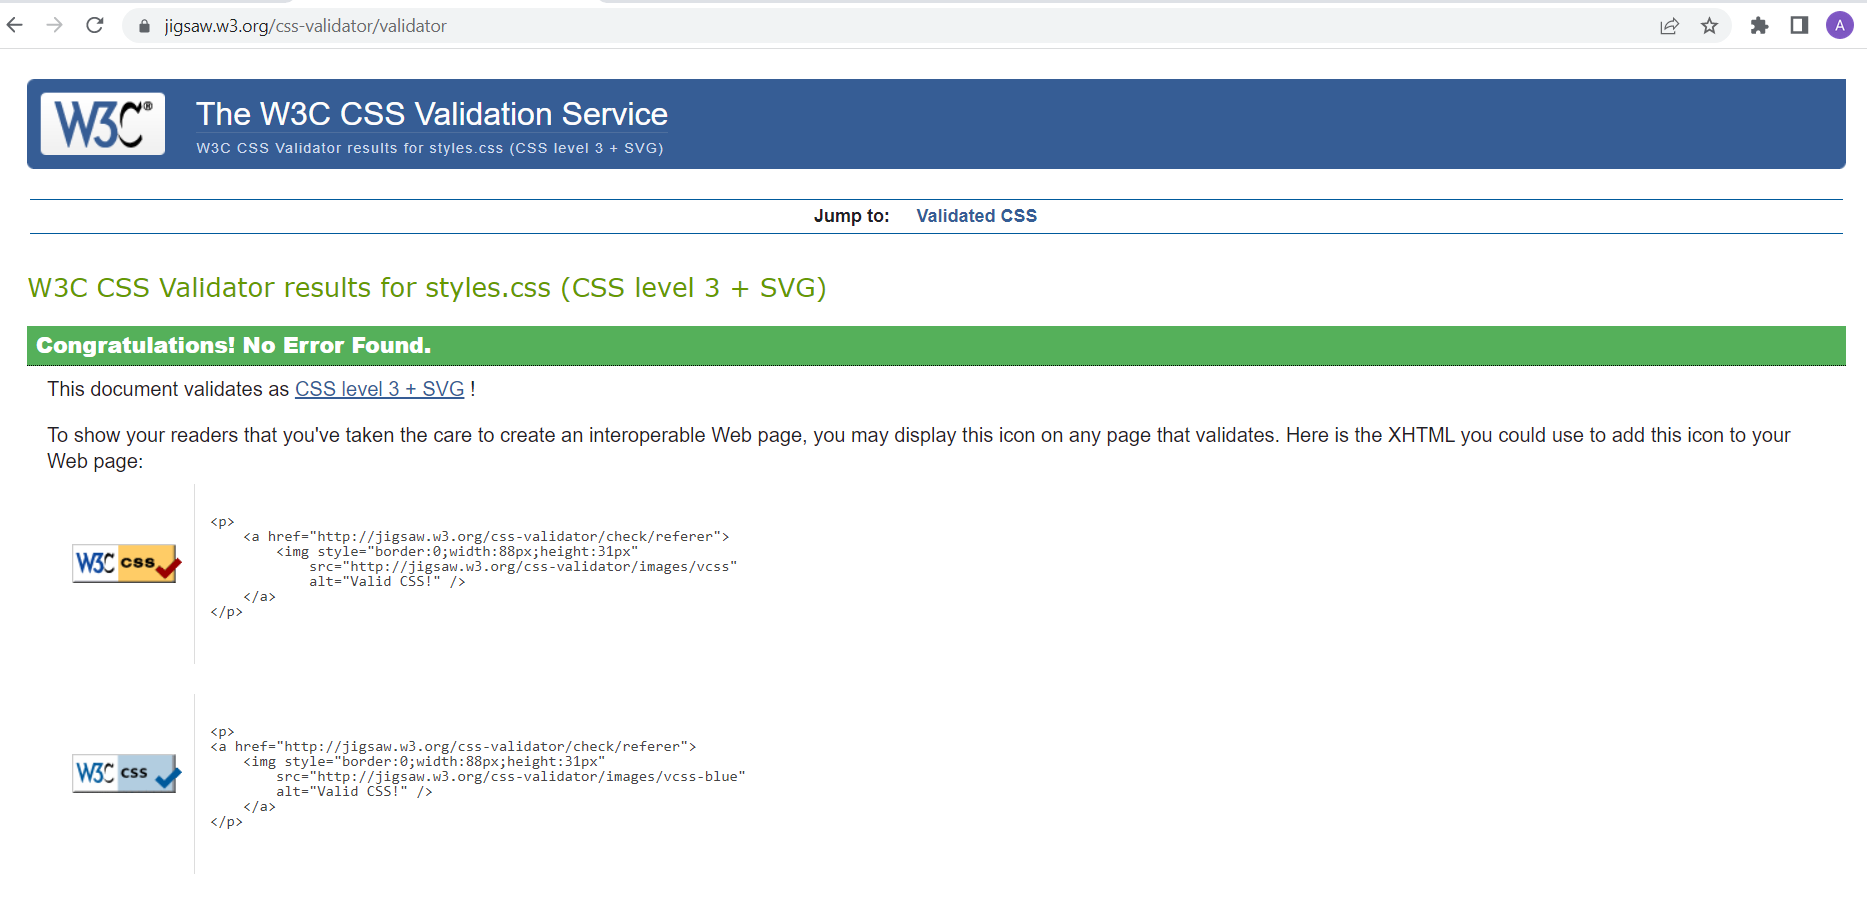 jigsaw.w3.org/css-validator/validator
A
W3C®
The W3C CSS Validation Service
W3C CSS Validator results for styles.css (CSS level 3 + SVG)
Jump to: Validated CSS
W3C CSS Validator results for styles.css (CSS level 3 + SVG)
Congratulations! No Error Found.
This document validates as CSS level 3 + SVG !
To show your readers that you've taken the care to create an interoperable Web page, you may display this icon on any page that validates. Here is the XHTML you could use to add this icon to your
Web page:
<p>
<a href="http://jigsaw.w3.org/css-validator/check/referer">
<img style="border:0;width:88px;height:31px"
src="http://jigsaw.w3.org/css-validator/images/vcss"
alt="Valid CSS!" />
</a>
</p>
W3C css
<p>
<a href="http://jigsaw.w3.org/css-validator/check/referer">
<img style="border:0;width:88px;height:31px"
src="http://jigsaw.w3.org/css-validator/images/vcss-blue"
alt="Valid CSS!" />
</a>
</p>
W3C css